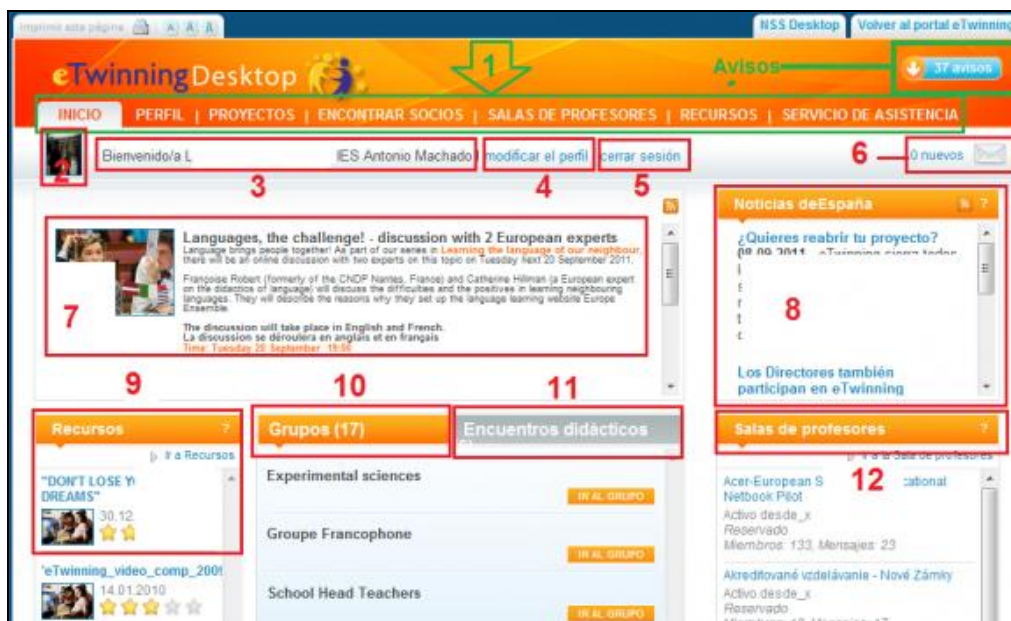 Imprimir esta página A A A
NSS Desktop Volver al portal eTwinning
eTwinning Desktop
1
Avisos
37 avisos
INICIO PERFIL | PROYECTOS | ENCONTRAR SOCIOS | SALAS DE PROFESORES | RECURSOS | SERVICIO DE ASISTENCIA
2
Bienvenido/a L IES Antonio Machado modificar el perfil cerrar sesión
6 0 nuevos
3 4 5
Languages, the challenge! - discussion with 2 European experts
Language brings people together! As part of our series in Learning the language of our neighbour,
there will be an online discussion with two experts on this topic on Tuesday next 20 September 2011.
Françoise Robert (formerly of the CNDP Nantes, France) and Catherine Hillman (a European expert
on the didactics of language) will discuss the difficulties and the positives in learning neighbouring
languages. They will describe the reasons why they set up the language learning website Europe
Ensemble.
The discussion will take place in English and French.
La discussion se déroulera en anglais et en français
Time: Tuesday 20 September
7
Noticias deEspaña ?
¿Quieres reabrir tu proyecto?
08.09.2011
8
Los Directores también
participan en eTwinning
9 10 11
Recursos ?
Ir a Recursos
"DON'T LOSE Y
DREAMS"
30.12
'eTwinning_video_comp_200
14.01.2010
Grupos (17)
Encuentros didácticos
Experimental sciences
IR AL GRUPO
Groupe Francophone
IR AL GRUPO
School Head Teachers
IR AL GRUPO
Salas de profesores ?
Ir a la Sala de profesores
12
Acer-European S cational
Netbook Pilot
Activo desde_x
Reservado
Miembros: 133, Mensajes: 23
Akreditované vzdelávanie - Nové Zámky
Activo desde_x
Reservado